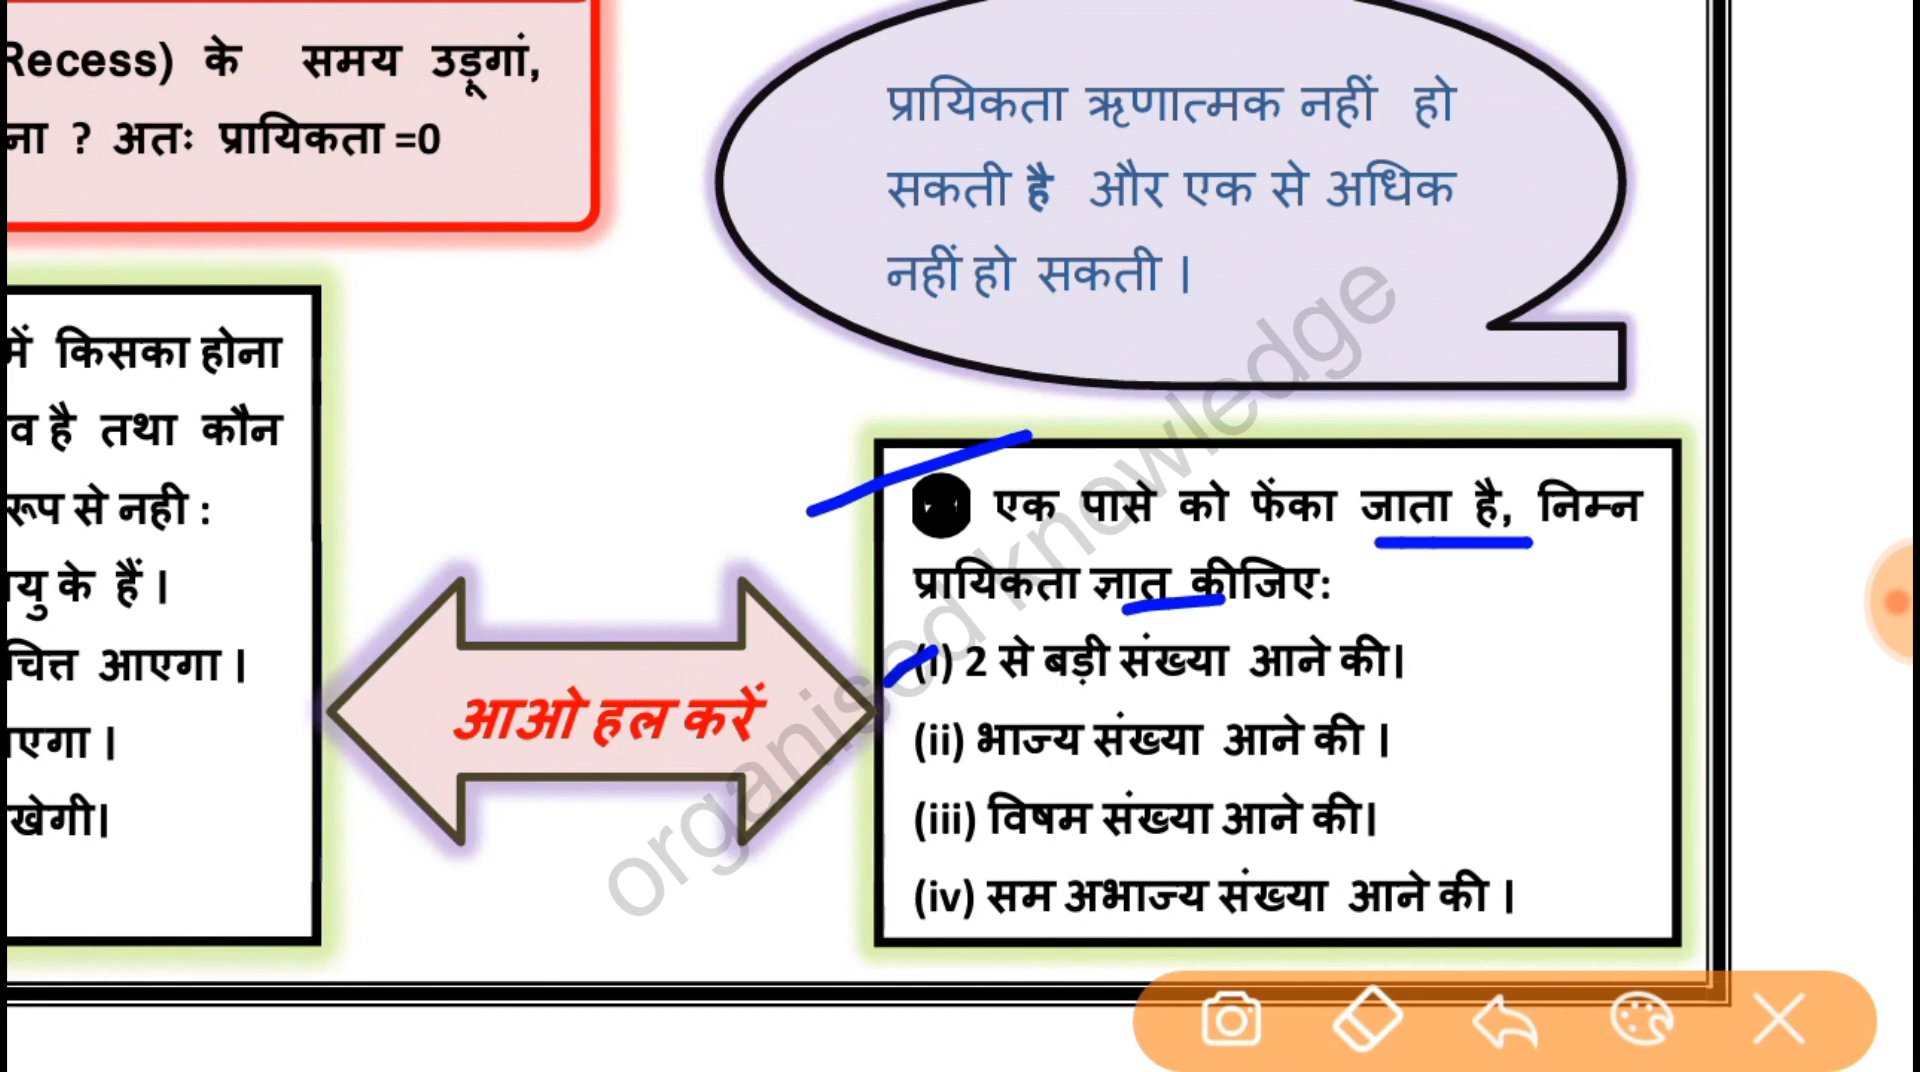 Recess) के समय उड़ूगां,
ना ? अतः प्रायिकता =0
प्रायिकता ऋणात्मक नहीं हो
सकती है और एक से अधिक
नहीं हो सकती ।
में किसका होना
व है तथा कौन
रूप से नही :
यु के हैं ।
चित्त आएगा ।
एगा ।
खेगी।
आओ हल करें
एक पासे को फेंका जाता है, निम्न
प्रायिकता ज्ञात कीजिए:
(i) 2 से बड़ी संख्या आने की।
(ii) भाज्य संख्या आने की ।
(iii) विषम संख्या आने की।
(iv) सम अभाज्य संख्या आने की ।
organised knowledge